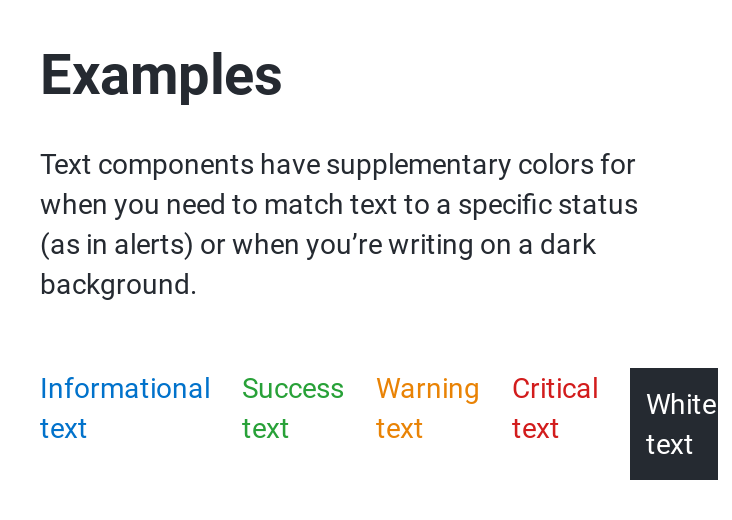 Examples
Text components have supplementary colors for
when you need to match text to a specific status
(as in alerts) or when you’re writing on a dark
background.
Informational text
Success text
Warning text
Critical text
White text